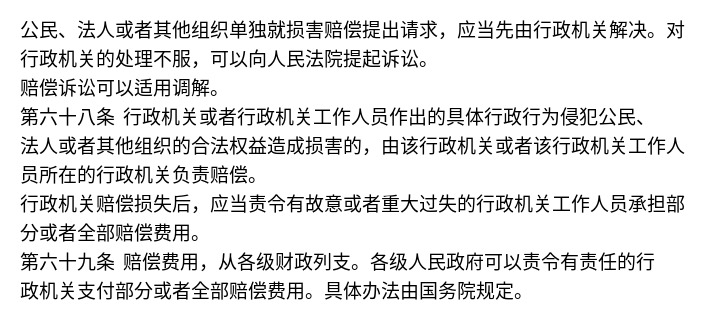 公民、法人或者其他组织单独就损害赔偿提出请求，应当先由行政机关解决。对
行政机关的处理不服，可以向人民法院提起诉讼。
赔偿诉讼可以适用调解。
第六十八条 行政机关或者行政机关工作人员作出的具体行政行为侵犯公民、
法人或者其他组织的合法权益造成损害的，由该行政机关或者该行政机关工作人
员所在的行政机关负责赔偿。
行政机关赔偿损失后，应当责令有故意或者重大过失的行政机关工作人员承担部
分或者全部赔偿费用。
第六十九条 赔偿费用，从各级财政列支。各级人民政府可以责令有责任的行
政机关支付部分或者全部赔偿费用。具体办法由国务院规定。